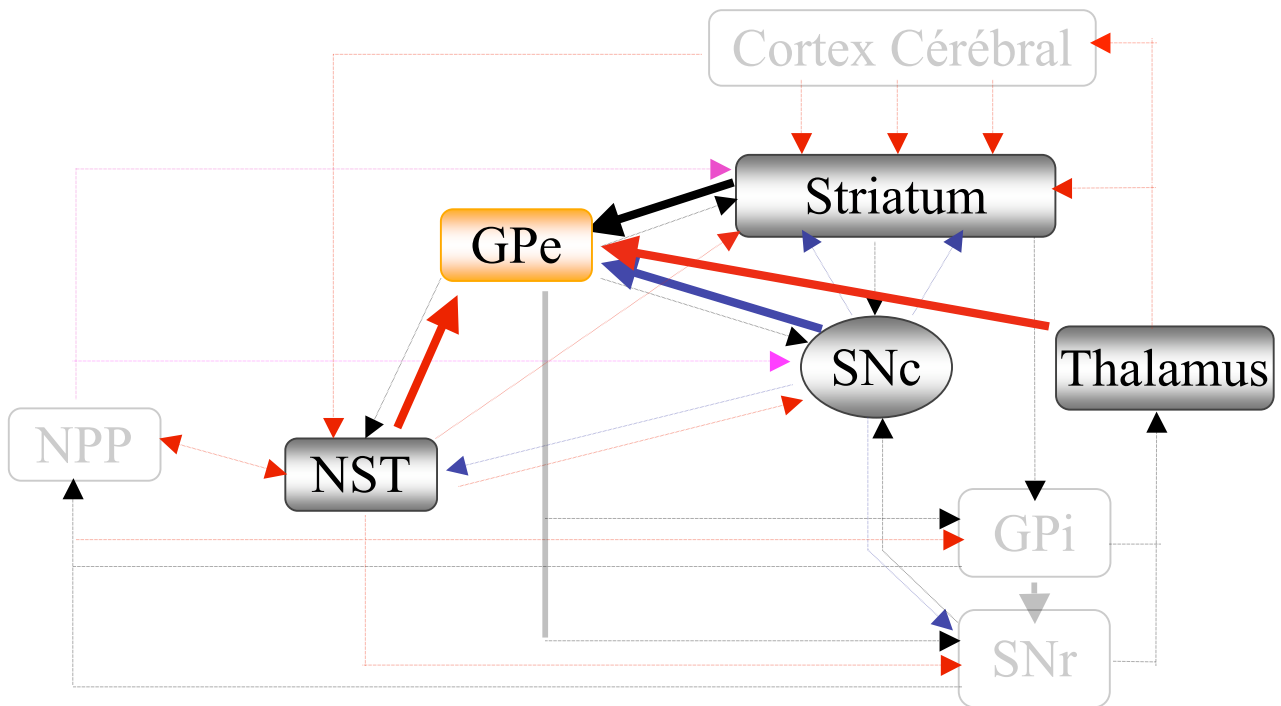 Cortex Cérébral
Striatum
GPe
SNc
Thalamus
NPP
NST
GPi
SNr